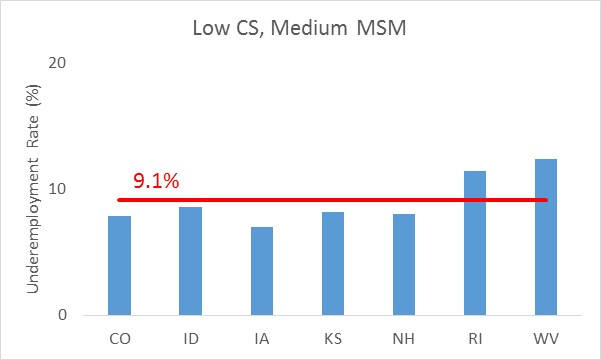 Low CS, Medium MSM
Underemployment Rate (%)
20
10
0
9.1%
CO ID IA KS NH RI WV